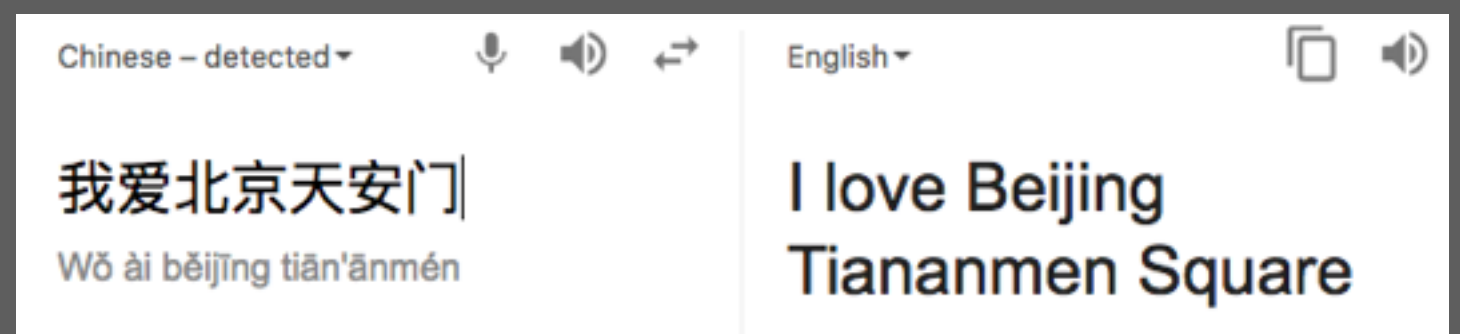 Chinese – detected
English
我爱北京天安门
Wǒ ài běijīng tiān'ānmén
I love Beijing
Tiananmen Square